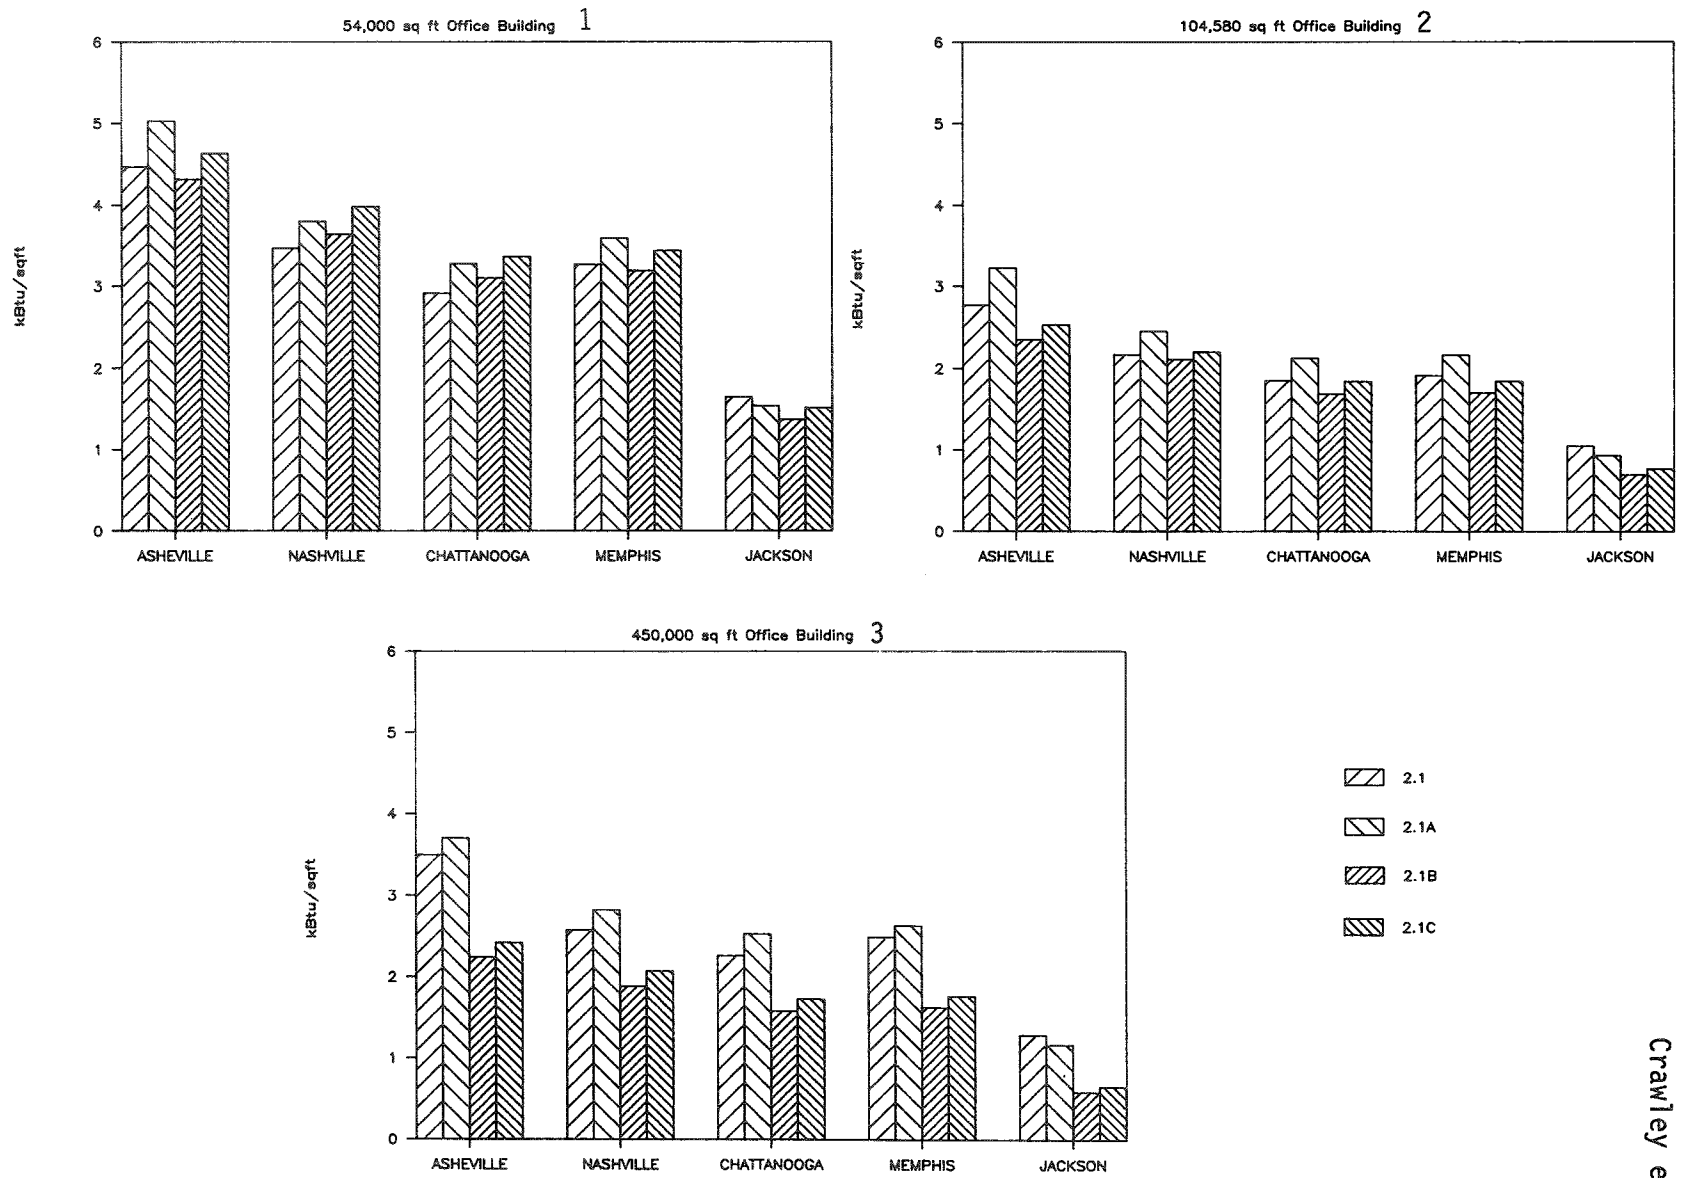 54,000 sq ft Office Building 1
6
5
4
3
2
1
0
kBtu/sqft
ASHEVILLE NASHVILLE CHATTANOOGA MEMPHIS JACKSON
104,580 sq ft Office Building 2
6
5
4
3
2
1
0
kBtu/sqft
ASHEVILLE NASHVILLE CHATTANOOGA MEMPHIS JACKSON
450,000 sq ft Office Building 3
6
5
4
3
2
1
0
kBtu/sqft
ASHEVILLE NASHVILLE CHATTANOOGA MEMPHIS JACKSON
2.1
2.1A
2.1B
2.1C
Crawley e